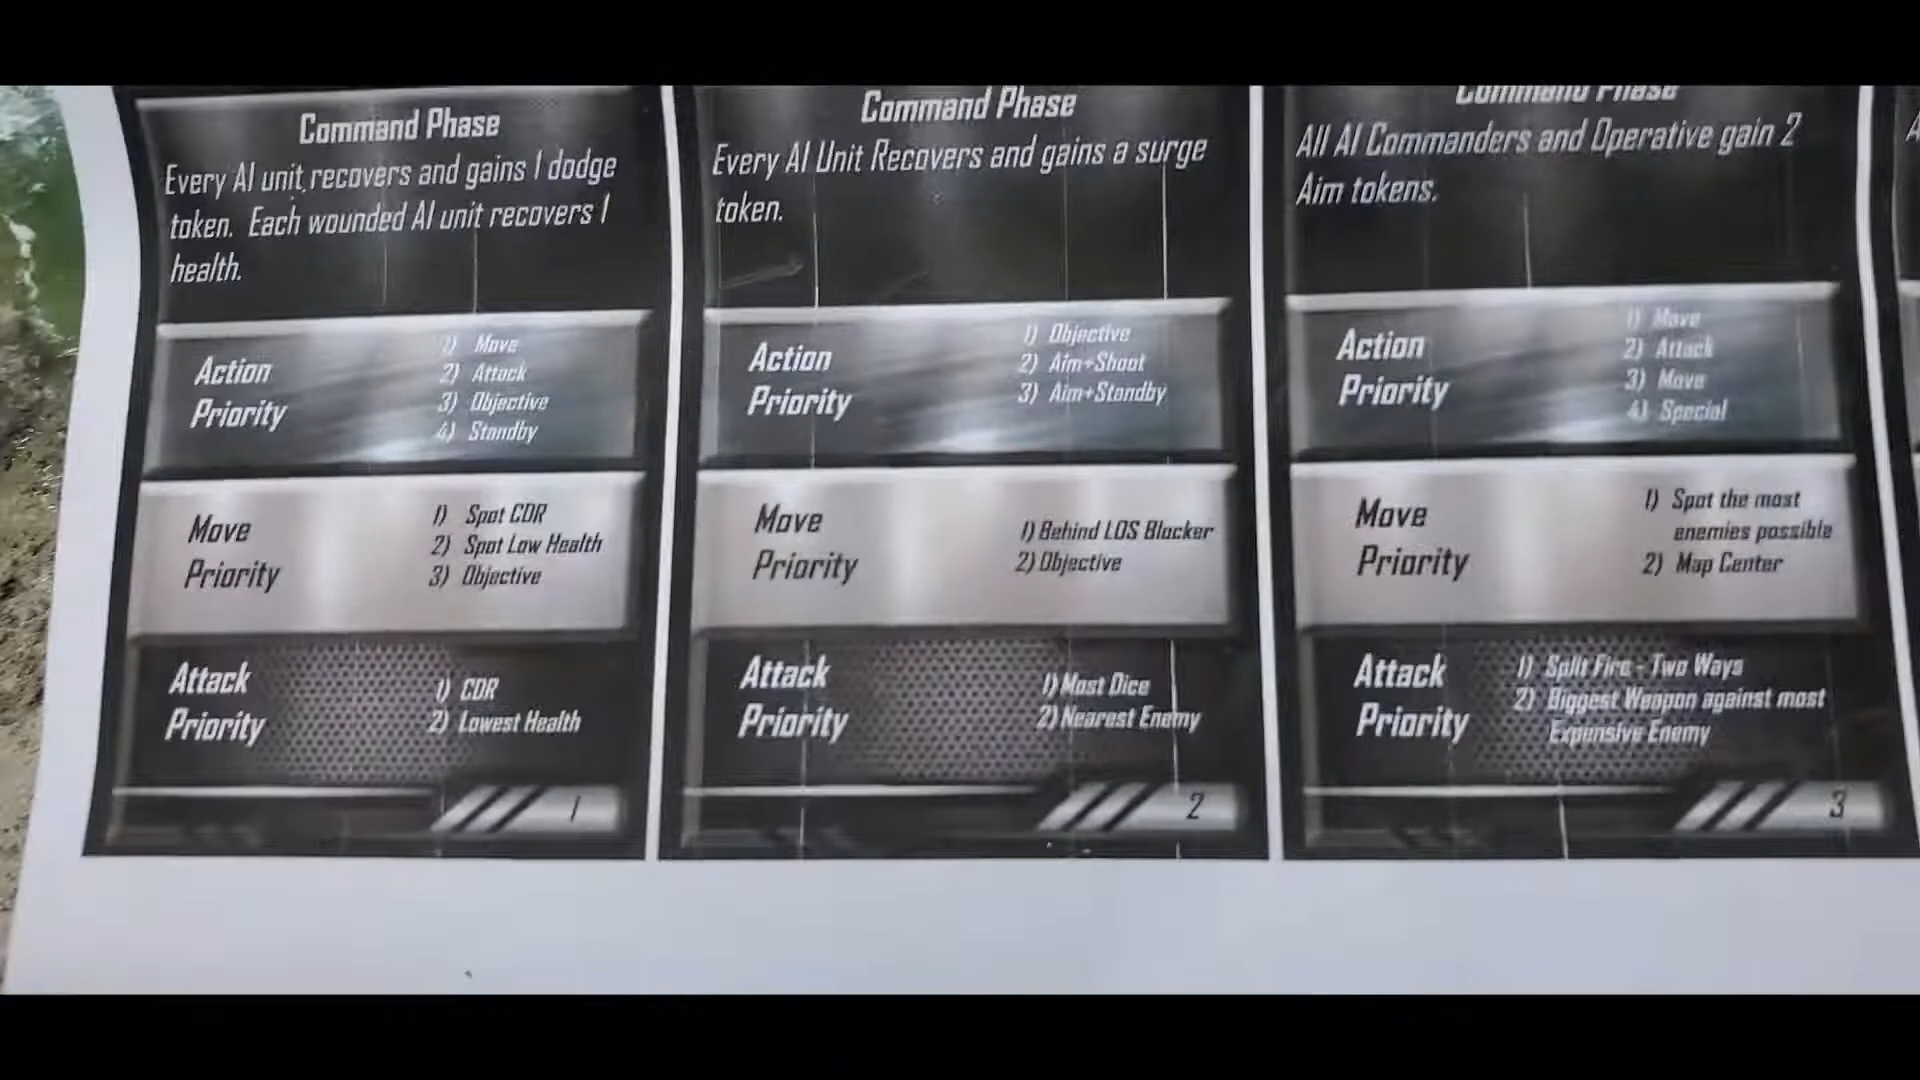 Command Phase
Every AI unit recovers and gains 1 dodge
token. Each wounded AI unit recovers 1
health.
Action
Priority
1) Move
2) Attack
3) Objective
4) Standby
Move
Priority
1) Spot CDR
2) Spot Low Health
3) Objective
Attack
Priority
1) CDR
2) Lowest Health
1
Command Phase
Every AI Unit Recovers and gains a surge
token.
Action
Priority
1) Objective
2) Aim+Shoot
3) Aim+Standby
Move
Priority
1) Behind LOS Blocker
2) Objective
Attack
Priority
1) Most Dice
2) Nearest Enemy
2
Command Phase
All AI Commanders and Operative gain 2
Aim tokens.
Action
Priority
1) Move
2) Attack
3) Move
4) Special
Move
Priority
1) Spot the most
enemies possible
2) Map Center
Attack
Priority
1) Split Fire - Two Ways
2) Biggest Weapon against most
Expensive Enemy
3